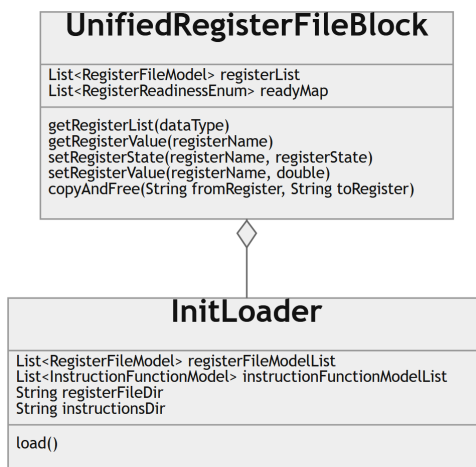 UnifiedRegisterFileBlock
List<RegisterFileModel> registerList
List<RegisterReadinessEnum> readyMap
getRegisterList(dataType)
getRegisterValue(registerName)
setRegisterState(registerName, registerState)
setRegisterValue(registerName, double)
copyAndFree(String fromRegister, String toRegister)
InitLoader
List<RegisterFileModel> registerFileModelList
List<InstructionFunctionModel> instructionFunctionModelList
String registerFileDir
String instructionsDir
load()